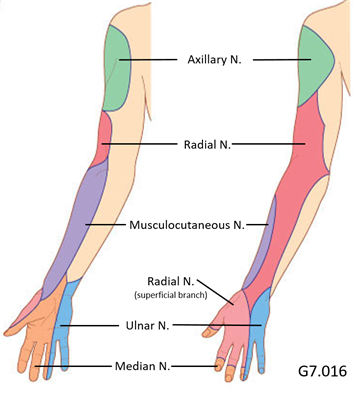 Axillary N.
Radial N.
Musculocutaneous N.
Radial N.
(superficial branch)
Ulnar N.
Median N.
G7.016